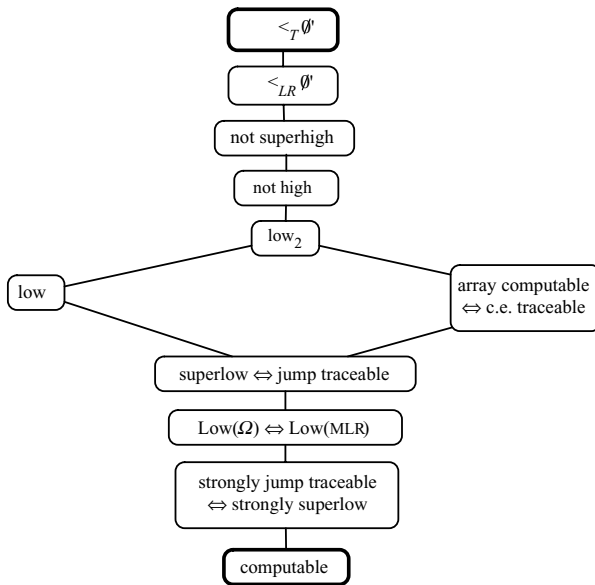 <_T ∅'
<_LR ∅'
not superhigh
not high
low₂
low
array computable
⇔ c.e. traceable
superlow ⇔ jump traceable
Low(Ω) ⇔ Low(MLR)
strongly jump traceable
⇔ strongly superlow
computable